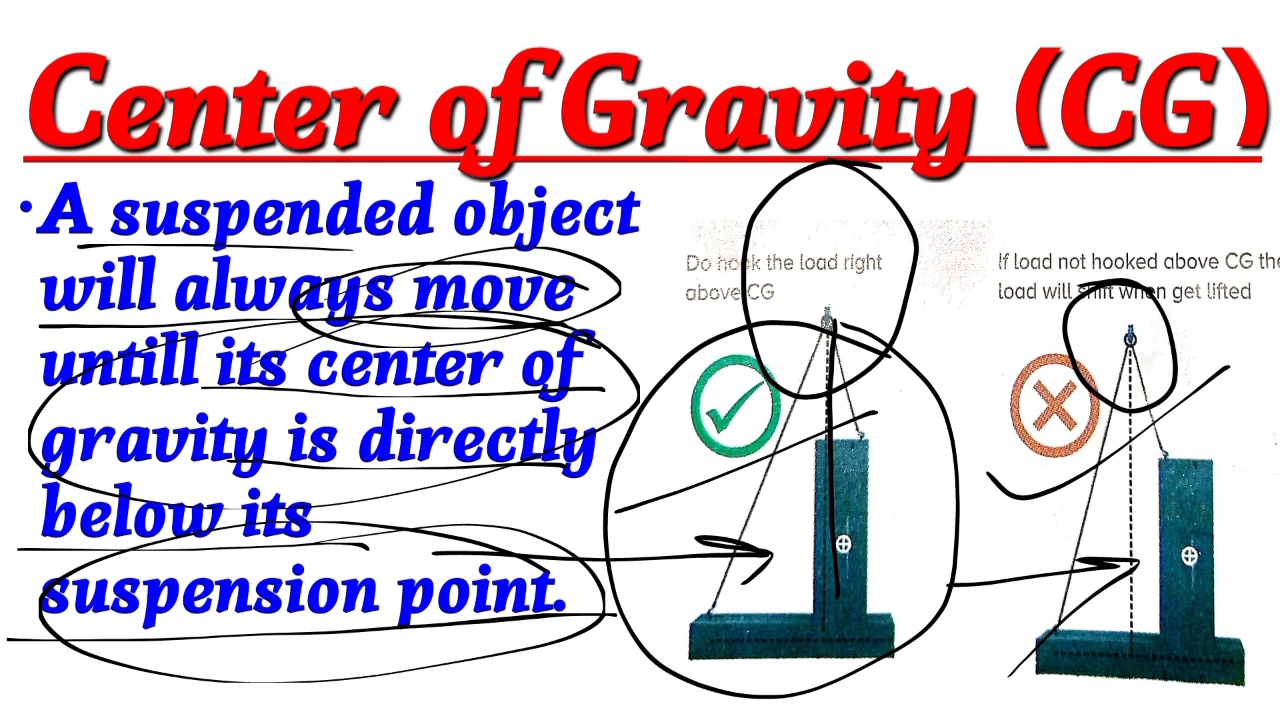 Center of Gravity (CG)
• A suspended object
will always move
untill its center of
gravity is directly
below its
suspension point.
Do hook the load right
above CG
If load not hooked above CG the
load will shift when get lifted